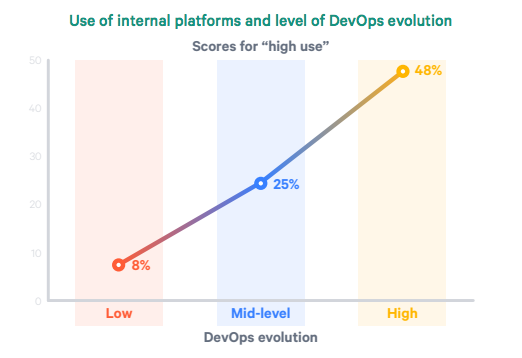 Use of internal platforms and level of DevOps evolution
Scores for “high use”
50
40
30
20
10
0
48%
25%
8%
Low Mid-level High
DevOps evolution